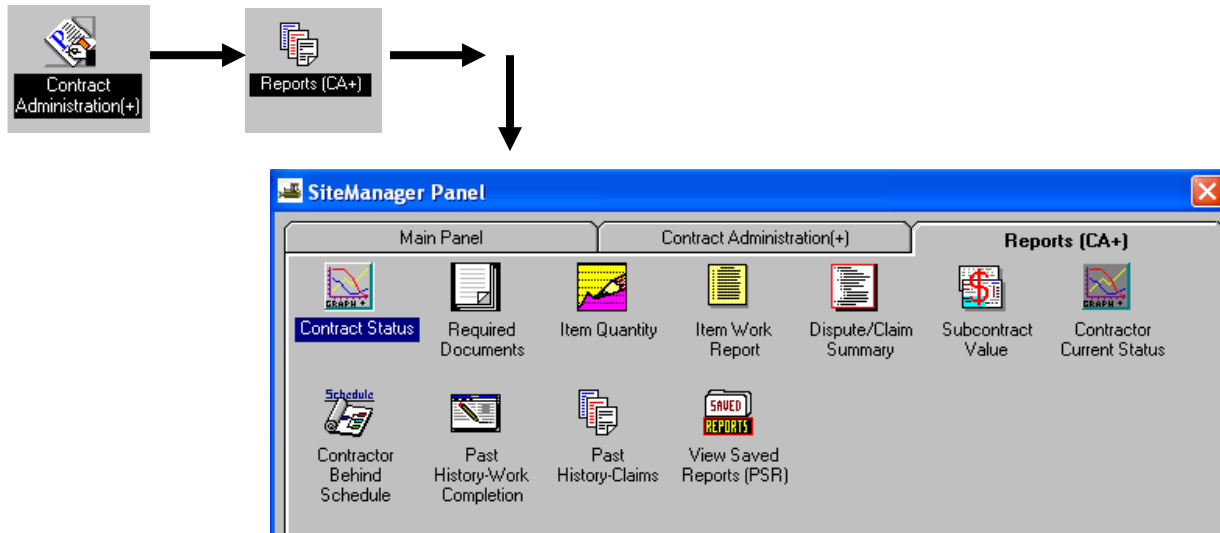 Contract
Administration(+)
Reports (CA+)
SiteManager Panel
Main Panel
Contract Administration(+)
Reports (CA+)
GRAPH +
Contract Status
Required
Documents
Item Quantity
Item Work
Report
Dispute/Claim
Summary
$
Subcontract
Value
GRAPH +
Contractor
Current Status
Schedule
Contractor
Behind
Schedule
Past
History-Work
Completion
Past
History-Claims
SAVED
REPORTS
View Saved
Reports (PSR)